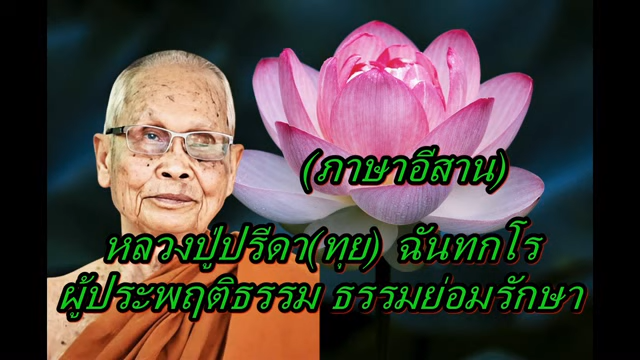 (ภาษาอีสาน)
หลวงปู่ปรีดา(ทุย) ฉันทกโร
ผู้ประพฤติธรรม ธรรมย่อมรักษา